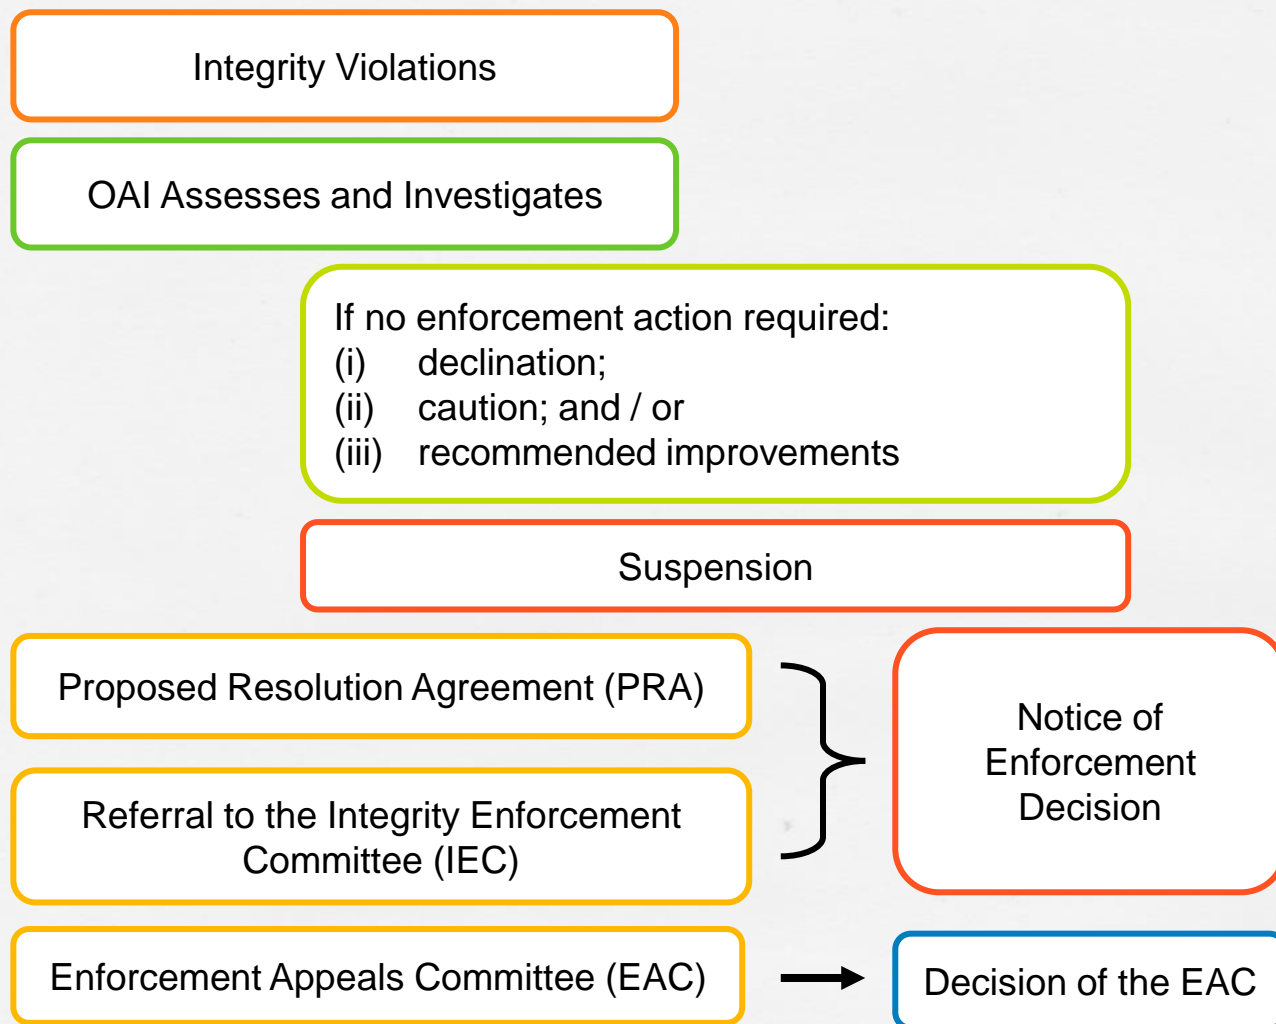 Integrity Violations
OAI Assesses and Investigates
If no enforcement action required:
(i) declination;
(ii) caution; and / or
(iii) recommended improvements
Suspension
Proposed Resolution Agreement (PRA)
Referral to the Integrity Enforcement
Committee (IEC)
Notice of
Enforcement
Decision
Enforcement Appeals Committee (EAC)
Decision of the EAC